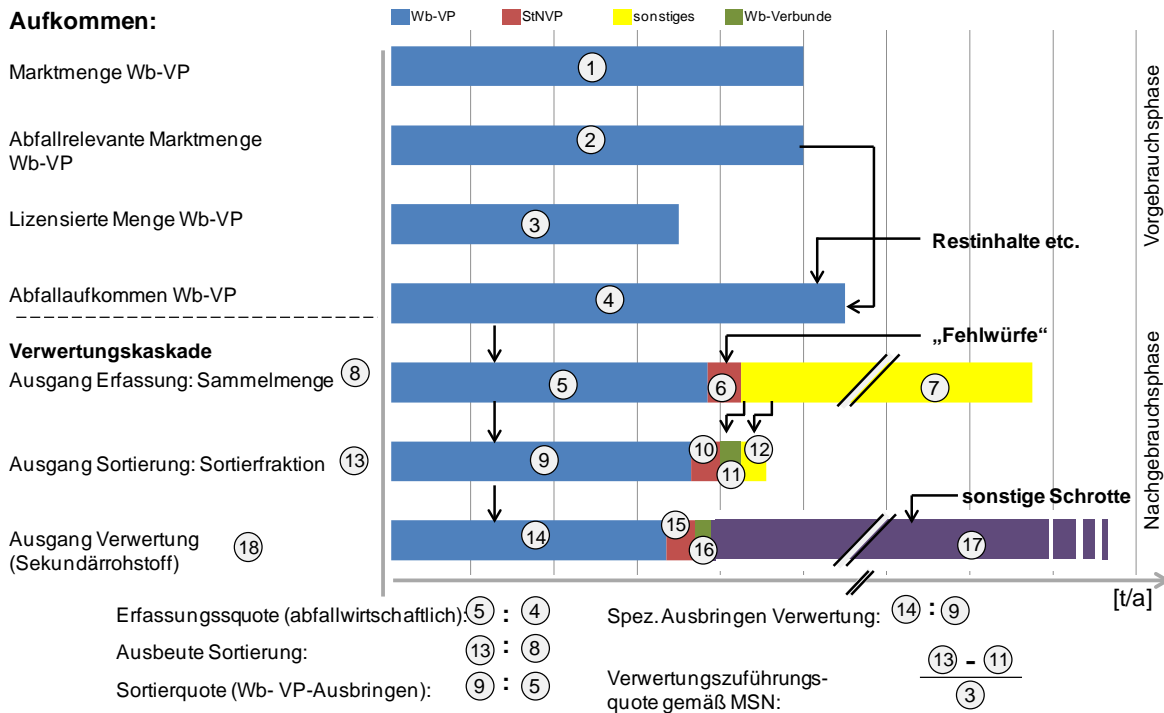 Aufkommen:
Wb-VP StNVP sonstiges Wb-Verbunde
Marktmenge Wb-VP
1
Abfallrelevante Marktmenge
Wb-VP
2
Lizensierte Menge Wb-VP
3
Restinhalte etc.
Abfallaufkommen Wb-VP
4
Vorgebrauchsphase
Verwertungskaskade
Ausgang Erfassung: Sammelmenge 8
„Fehlwürfe“
5 6 7
Ausgang Sortierung: Sortierfraktion 13
9 10 11 12
sonstige Schrotte
Ausgang Verwertung
(Sekundärrohstoff) 18
14 15 16 17
Nachgebrauchsphase
[t/a]
Erfassungssquote (abfallwirtschaftlich): 5 : 4
Ausbeute Sortierung: 13 : 8
Sortierquote (Wb- VP-Ausbringen): 9 : 5
Spez. Ausbringen Verwertung: 14 : 9
Verwertungszuführungs-
quote gemäß MSN:
13 - 11
3